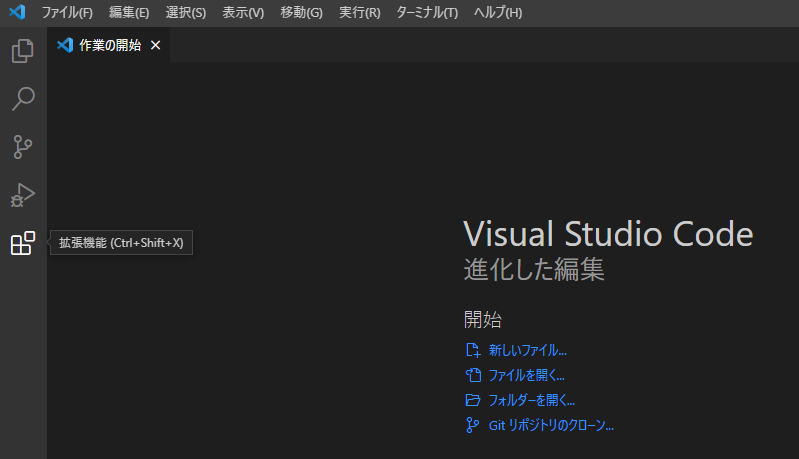 ファイル(F) 編集(E) 選択(S) 表示(V) 移動(G) 実行(R) ターミナル(T) ヘルプ(H)
作業の開始
拡張機能 (Ctrl+Shift+X)
Visual Studio Code
進化した編集
開始
新しいファイル...
ファイルを開く...
フォルダーを開く...
Git リポジトリのクローン...